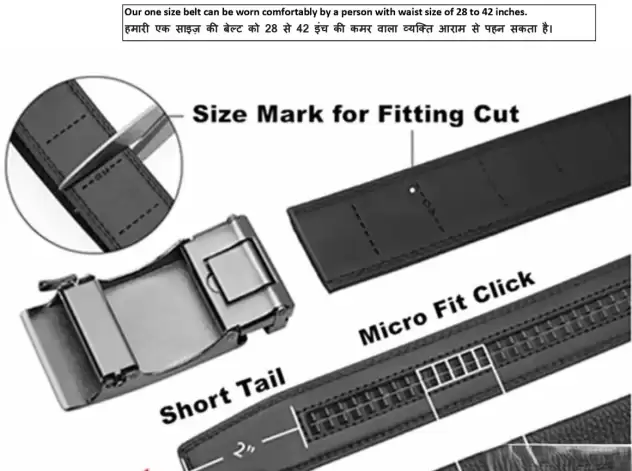 Our one size belt can be worn comfortably by a person with waist size of 28 to 42 inches.
हमारी एक साइज़ की बेल्ट को 28 से 42 इंच की कमर वाला व्यक्ति आराम से पहन सकता है।
Size Mark for Fitting Cut
Micro Fit Click
Short Tail
2"